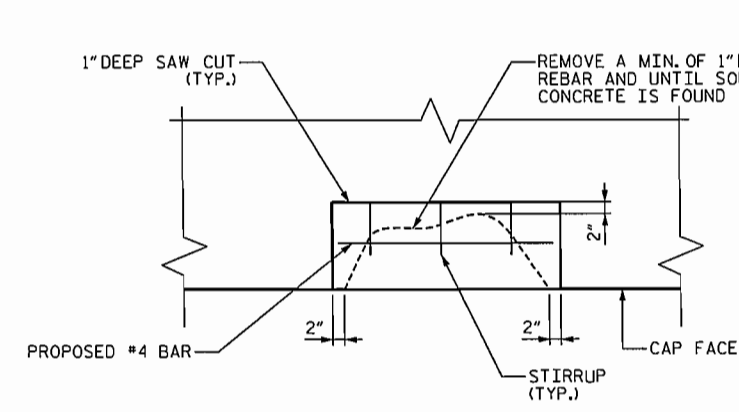 1" DEEP SAW CUT
(TYP.)
REMOVE A MIN. OF 1"
REBAR AND UNTIL
CONCRETE IS FOUND
2"
2"
2"
PROPOSED #4 BAR
CAP FACE
STIRRUP
(TYP.)